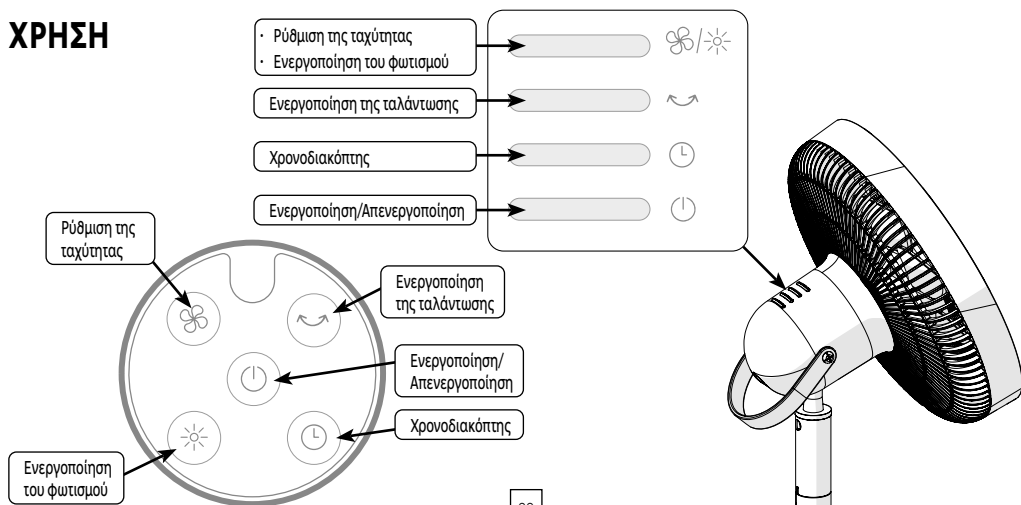 ΧΡΗΣΗ
· Ρύθμιση της ταχύτητας
· Ενεργοποίηση του φωτισμού
Ενεργοποίηση της ταλάντωσης
Χρονοδιακόπτης
Ενεργοποίηση/Απενεργοποίηση
Ρύθμιση της
ταχύτητας
Ενεργοποίηση
της ταλάντωσης
Ενεργοποίηση/
Απενεργοποίηση
Χρονοδιακόπτης
Ενεργοποίηση
του φωτισμού